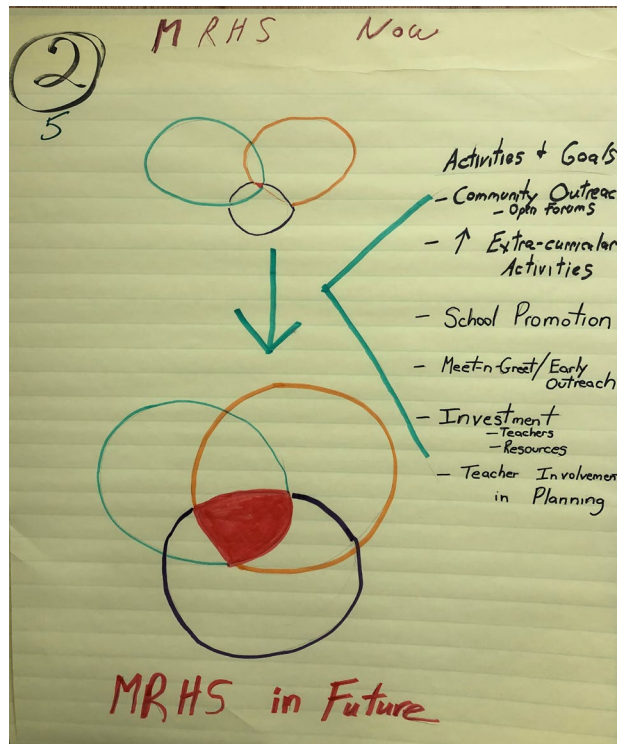 MRHS Now
2
5
Activities + Goals
- Community Outreac
- Open Forums
- ↑ Extra-curricular
Activities
- School Promotion
- Meet-n-Greet/Early
Outreach
- Investment
- Teachers
- Resources
- Teacher Involvemen
in Planning
MRHS in Future